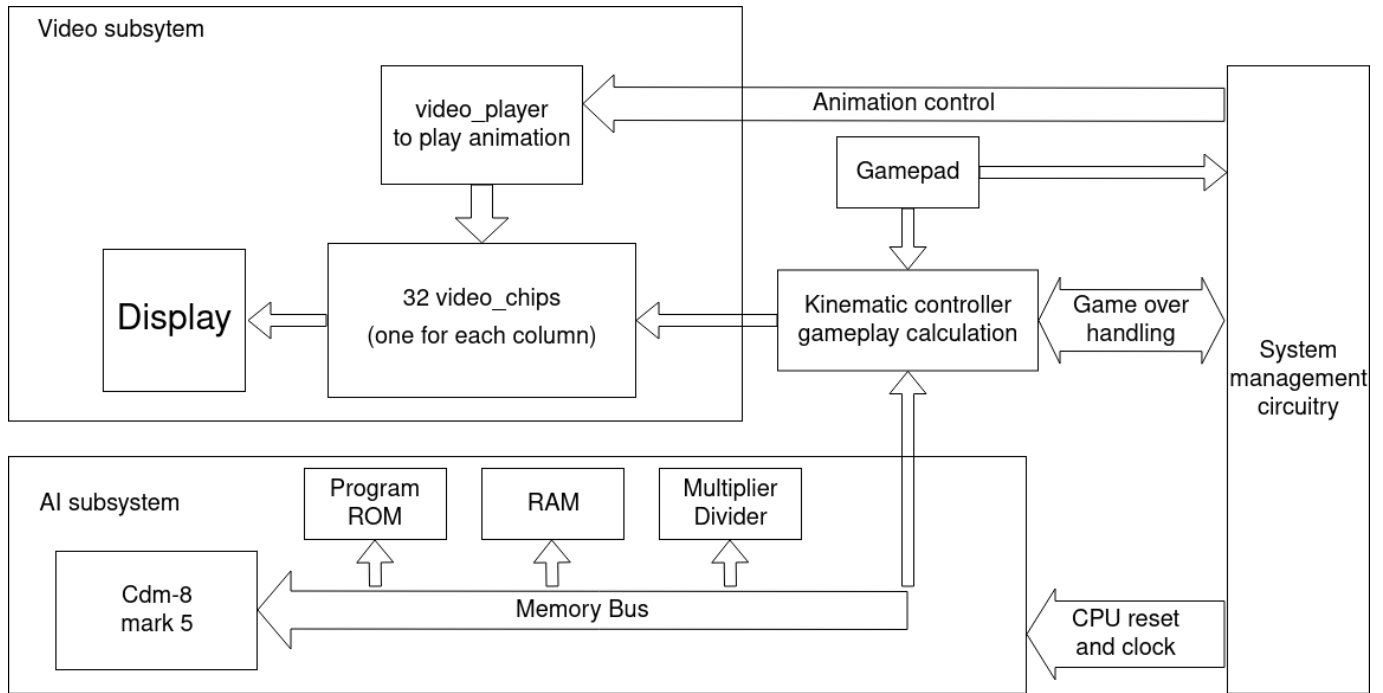 Video subsytem
video_player
to play animation
Animation control
Gamepad
Display
32 video_chips
(one for each column)
Kinematic controller
gameplay calculation
Game over
handling
System
management
circuitry
AI subsystem
Program
ROM
RAM
Multiplier
Divider
Cdm-8
mark 5
Memory Bus
CPU reset
and clock